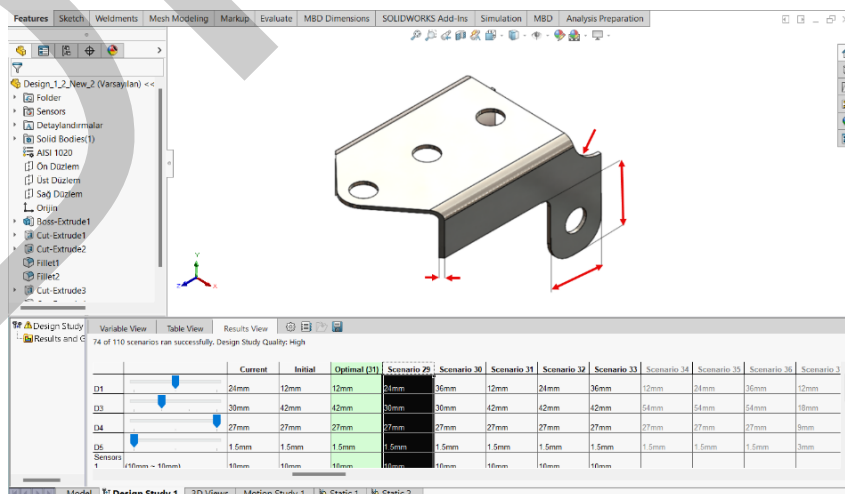 Features Sketch Weldments Mesh Modeling Markup Evaluate MBD Dimensions SOLIDWORKS Add-Ins Simulation MBD Analysis Preparation
Design_1_2_New_2 (Varsayılan) <<
Folder
Sensors
Detaylandırmalar
Solid Bodies(1)
AISI 1020
Ön Düzlem
Üst Düzlem
Sağ Düzlem
Orijin
Boss-Extrude1
Cut-Extrude1
Cut-Extrude2
Fillet1
Fillet2
Cut-Extrude3
Y
Z X
Design Study
Results and G
Variable View Table View Results View
74 of 110 scenarios ran successfully. Design Study Quality: High
Current Initial Optimal (31) Scenario 29 Scenario 30 Scenario 31 Scenario 32 Scenario 33 Scenario 34 Scenario 35 Scenario 36 Scenario 3
D1 24mm 12mm 12mm 24mm 36mm 12mm 24mm 36mm 12mm 24mm 36mm 12mm
D3 30mm 42mm 42mm 30mm 30mm 42mm 42mm 42mm 54mm 54mm 54mm 18mm
D4 27mm 27mm 27mm 27mm 27mm 27mm 27mm 27mm 27mm 27mm 27mm 9mm
D5 1.5mm 1.5mm 1.5mm 1.5mm 1.5mm 1.5mm 1.5mm 1.5mm 1.5mm 1.5mm 1.5mm 3mm
Sensors
1 (10mm ~ 10mm) 10mm 10mm 10mm 10mm 10mm 10mm 10mm 10mm
Model Design Study 1 3D Views Motion Study 1 Static 1 Static 2